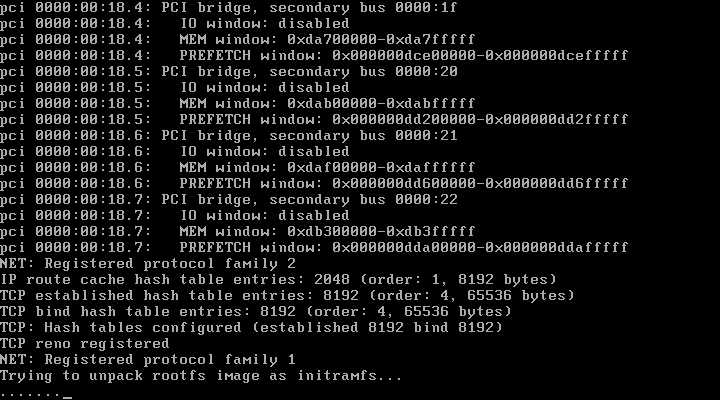 pci 0000:00:18.4: PCI bridge, secondary bus 0000:1f
pci 0000:00:18.4:   IO window: disabled
pci 0000:00:18.4:   MEM window: 0xda700000-0xda7fffff
pci 0000:00:18.4:   PREFETCH window: 0x000000dce00000-0x000000dcefffff
pci 0000:00:18.5: PCI bridge, secondary bus 0000:20
pci 0000:00:18.5:   IO window: disabled
pci 0000:00:18.5:   MEM window: 0xdab00000-0xdabfffff
pci 0000:00:18.5:   PREFETCH window: 0x000000dd200000-0x000000dd2fffff
pci 0000:00:18.6: PCI bridge, secondary bus 0000:21
pci 0000:00:18.6:   IO window: disabled
pci 0000:00:18.6:   MEM window: 0xdaf00000-0xdaffffff
pci 0000:00:18.6:   PREFETCH window: 0x000000dd600000-0x000000dd6fffff
pci 0000:00:18.7: PCI bridge, secondary bus 0000:22
pci 0000:00:18.7:   IO window: disabled
pci 0000:00:18.7:   MEM window: 0xdb300000-0xdb3fffff
pci 0000:00:18.7:   PREFETCH window: 0x000000dda00000-0x000000ddafffff
NET: Registered protocol family 2
IP route cache hash table entries: 2048 (order: 1, 8192 bytes)
TCP established hash table entries: 8192 (order: 4, 65536 bytes)
TCP bind hash table entries: 8192 (order: 4, 65536 bytes)
TCP: Hash tables configured (established 8192 bind 8192)
TCP reno registered
NET: Registered protocol family 1
Trying to unpack rootfs image as initramfs...
.......